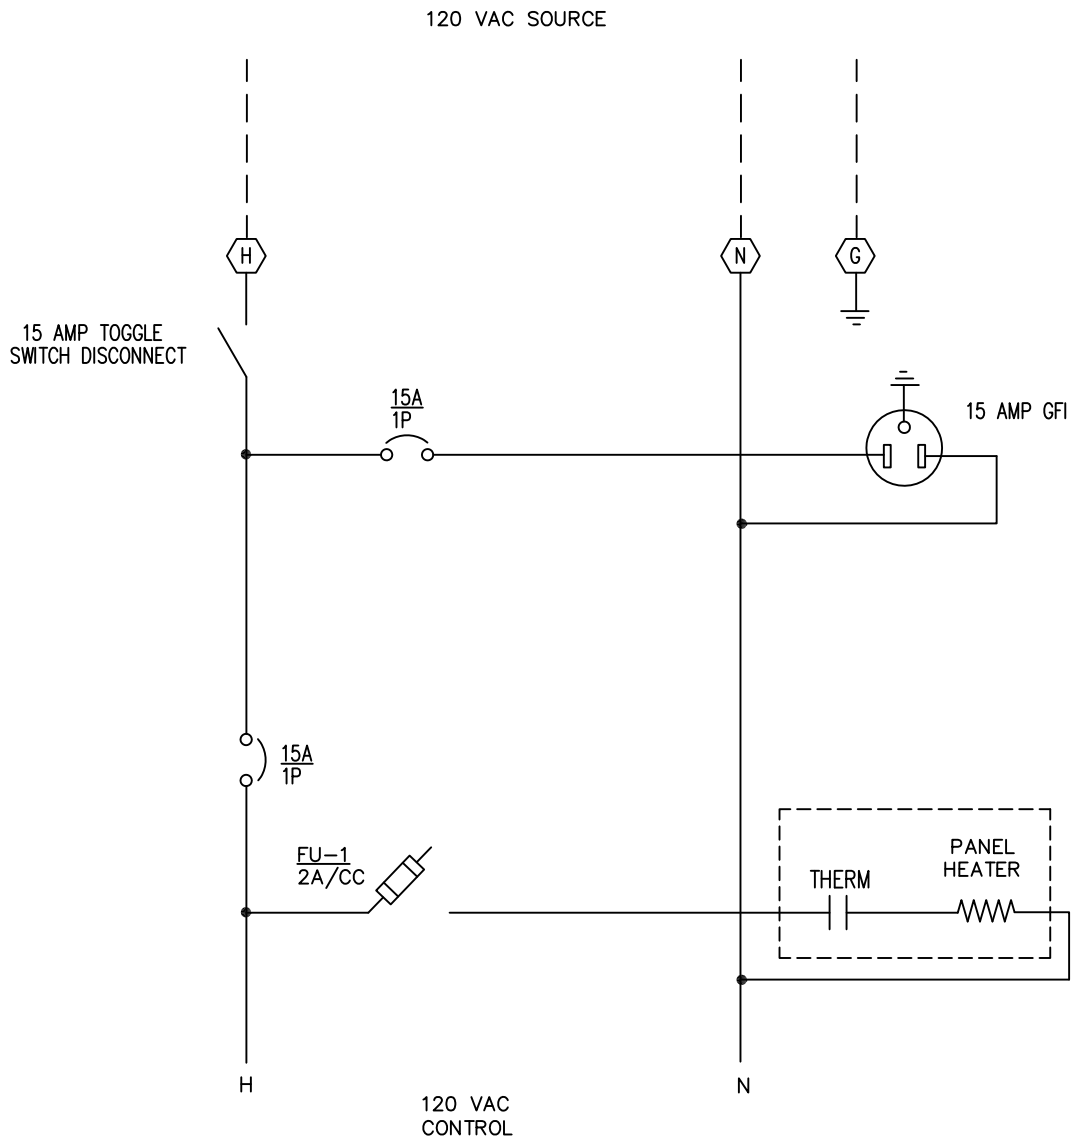 120 VAC SOURCE
H
N
G
15 AMP TOGGLE
SWITCH DISCONNECT
15A
1P
15 AMP GFI
15A
1P
FU-1
2A/CC
THERM
PANEL
HEATER
H
N
120 VAC
CONTROL